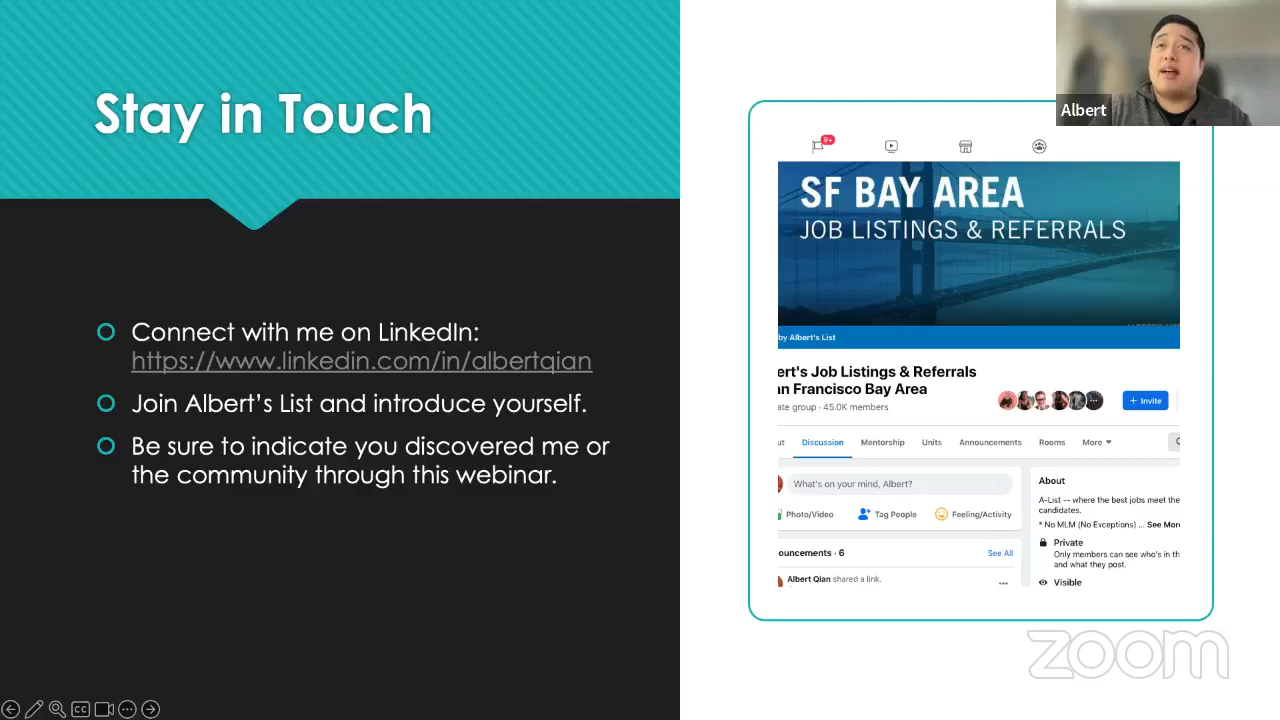 Stay in Touch
Connect with me on LinkedIn:
https://www.linkedin.com/in/albertqian
Join Albert's List and introduce yourself.
Be sure to indicate you discovered me or
the community through this webinar.
Albert
9+
SF BAY AREA
JOB LISTINGS & REFERRALS
by Albert's List
ert's Job Listings & Referrals
n Francisco Bay Area
ate group · 45.0K members
+ Invite
ut Discussion Mentorship Units Announcements Rooms More
What's on your mind, Albert?
Photo/Video Tag People Feeling/Activity
ouncements · 6 See All
Albert Qian shared a link.
About
A-List -- where the best jobs meet the
candidates.
* No MLM (No Exceptions) ... See More
Private
Only members can see who's in th
and what they post.
Visible
zoom
CC